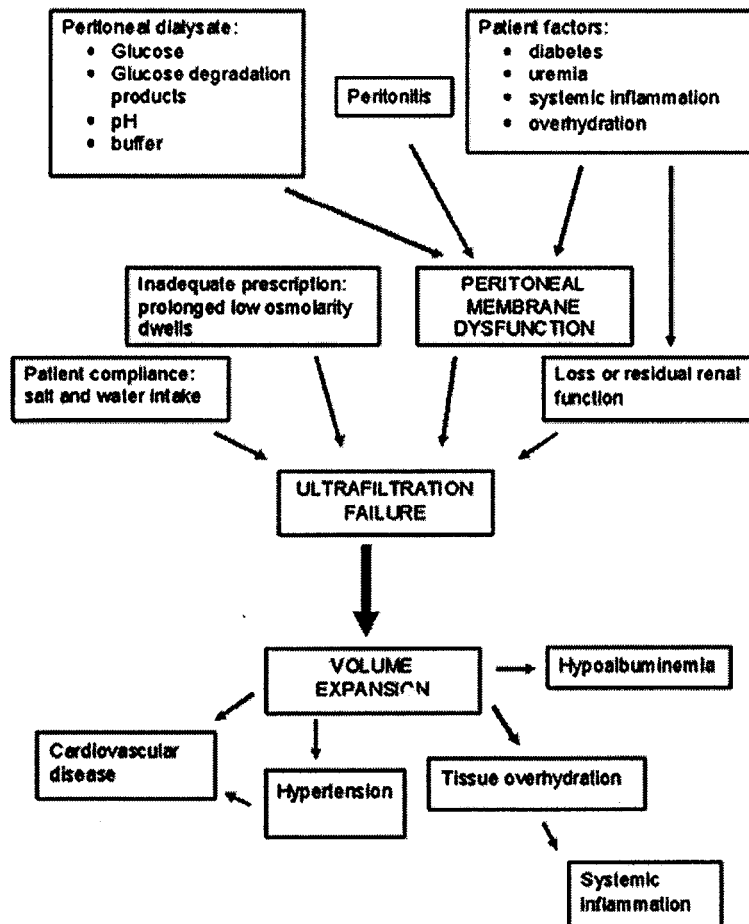 Peritoneal dialysate:
• Glucose
• Glucose degradation
products
• pH
• buffer
Peritonitis
Patient factors:
• diabetes
• uremia
• systemic inflammation
• overhydration
Inadequate prescription:
prolonged low osmolarity
dwells
PERITONEAL
MEMBRANE
DYSFUNCTION
Patient compliance:
salt and water intake
Loss or residual renal
function
ULTRAFILTRATION
FAILURE
VOLUME
EXPANSION
Hypoalbuminemia
Cardiovascular
disease
Hypertension
Tissue overhydration
Systemic
inflammation